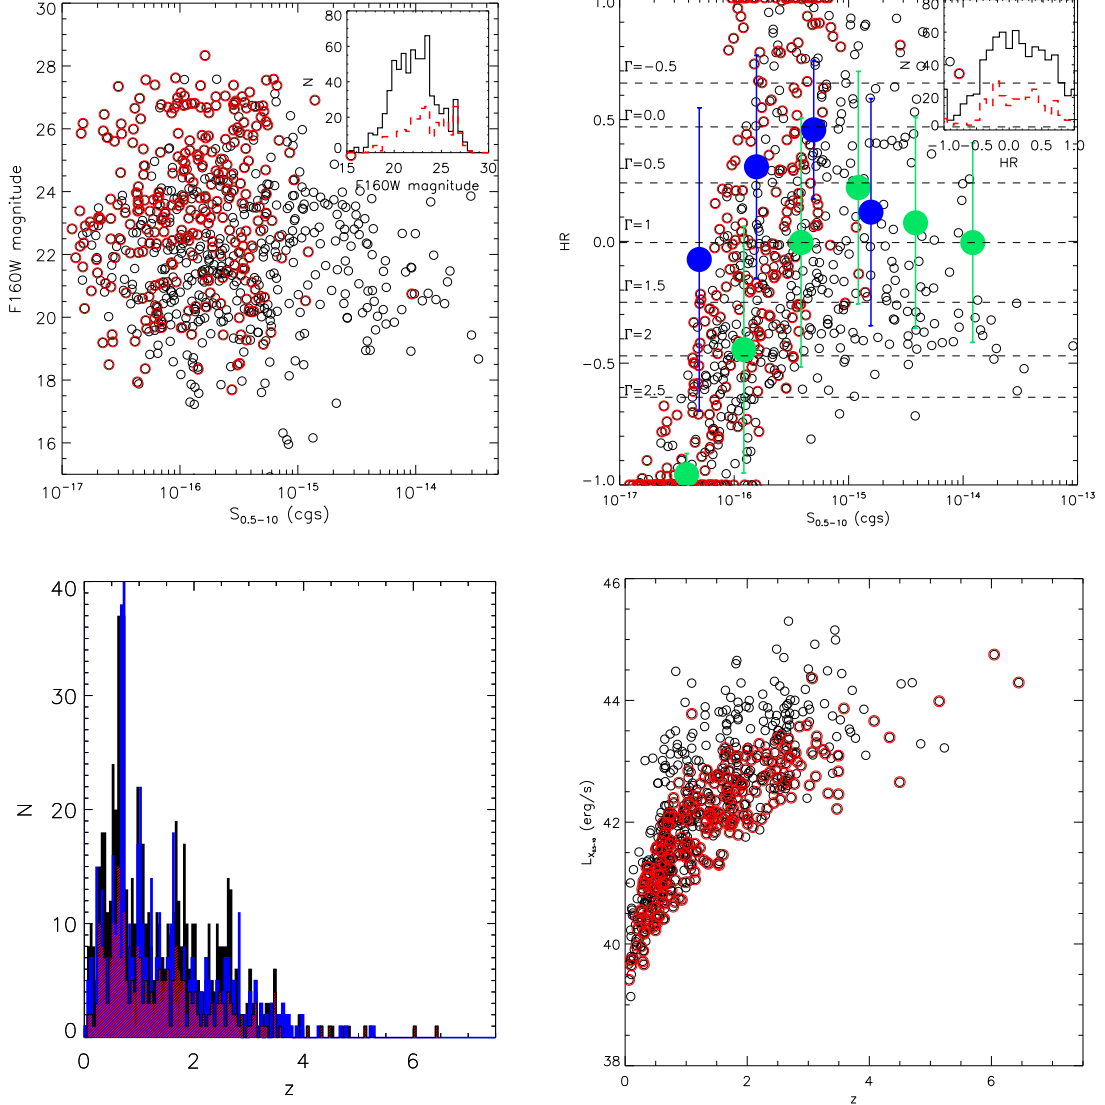 30
28
26
24
22
20
18
16
F160W magnitude
10⁻¹⁷ 10⁻¹⁶ 10⁻¹⁵ 10⁻¹⁴
S₀.₅₋₁₀ (cgs)
80
60
40
20
0
N
15 20 25 30
F160W magnitude
1.0
0.5
0.0
−0.5
−1.0
HR
Γ=−0.5
Γ=0.0
Γ=0.5
Γ=1
Γ=1.5
Γ=2
Γ=2.5
10⁻¹⁷ 10⁻¹⁶ 10⁻¹⁵ 10⁻¹⁴ 10⁻¹³
S₀.₅₋₁₀ (cgs)
80
60
40
20
0
N
−1.0 −0.5 0.0 0.5 1.0
HR
40
30
20
10
0
N
0 2 4 6
z
46
44
42
40
38
L_X₀.₅₋₁₀ (erg/s)
0 2 4 6
z